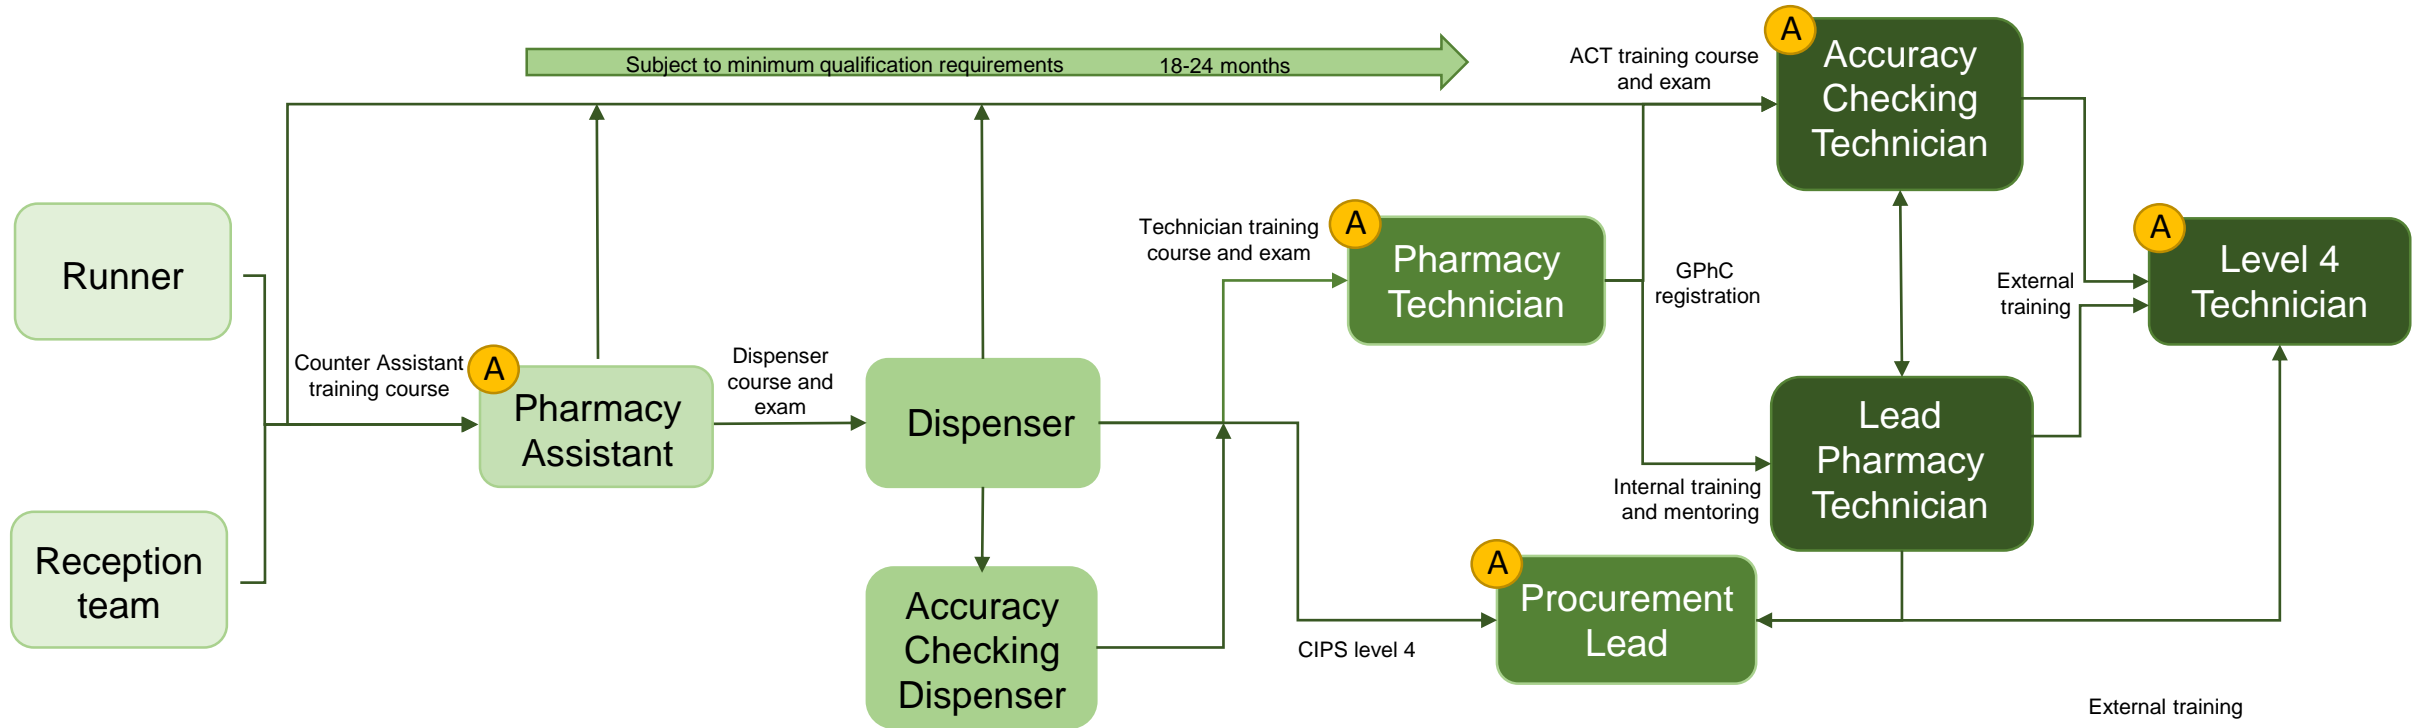 Subject to minimum qualification requirements 18-24 months
ACT training course
and exam
A
Accuracy
Checking
Technician
Runner
Reception
team
Counter Assistant
training course
A
Pharmacy
Assistant
Dispenser
course and
exam
Dispenser
Accuracy
Checking
Dispenser
Technician training
course and exam
A
Pharmacy
Technician
GPhC
registration
Internal training
and mentoring
Lead
Pharmacy
Technician
External
training
A
Level 4
Technician
CIPS level 4
A
Procurement
Lead
External training